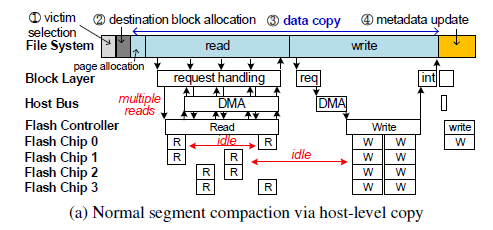 ① victim selection ② destination block allocation ③ data copy ④ metadata update
File System read write
page allocation
Block Layer request handling req int
multiple reads
Host Bus DMA DMA
Flash Controller Read Write write
Flash Chip 0 R idle R W W W
Flash Chip 1 R R idle W W
Flash Chip 2 R R W W
Flash Chip 3 R R W W
(a) Normal segment compaction via host-level copy